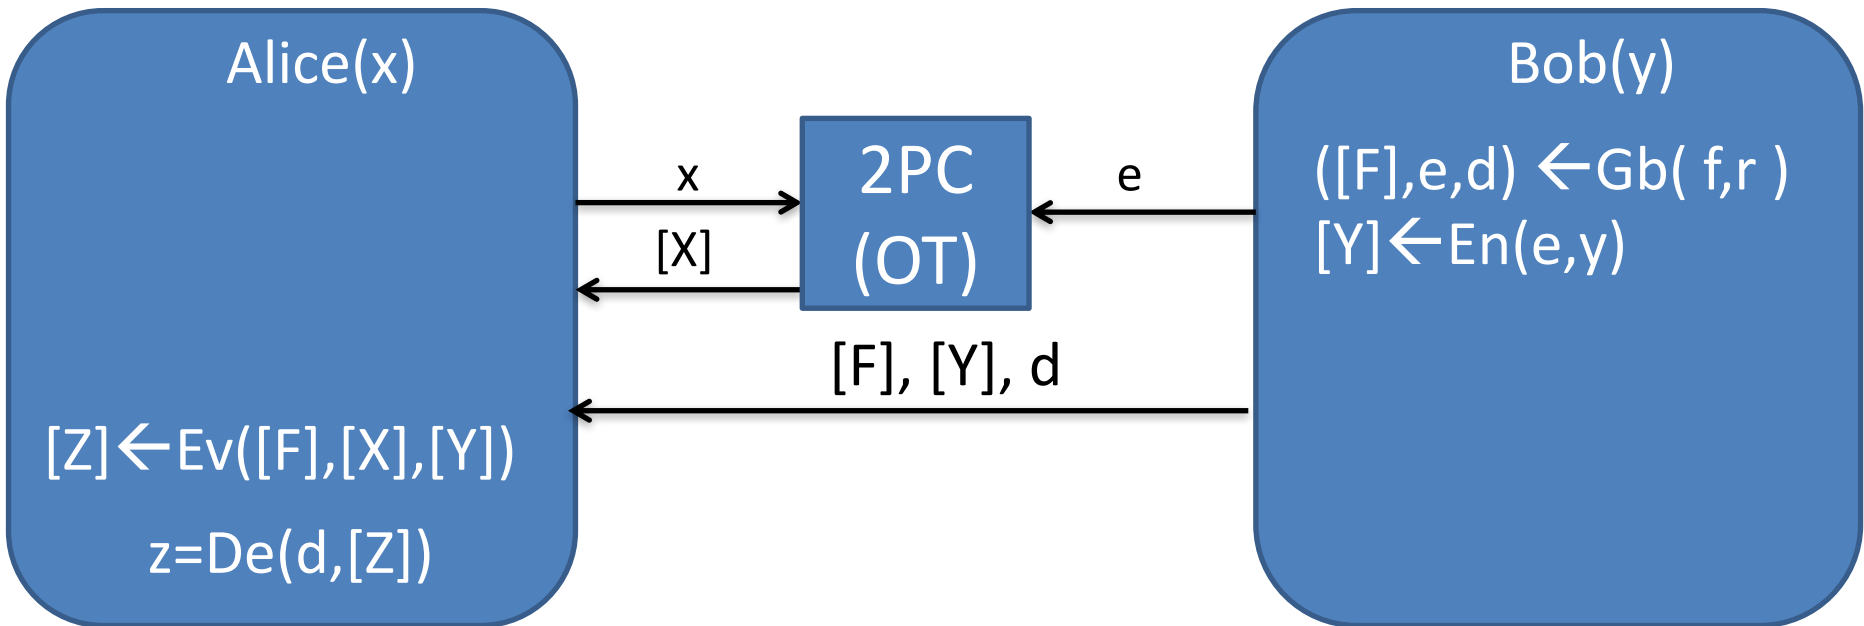 Alice(x)
[Z]←Ev([F],[X],[Y])
z=De(d,[Z])
x
[X]
2PC
(OT)
e
[F], [Y], d
Bob(y)
([F],e,d) ←Gb( f,r )
[Y]←En(e,y)